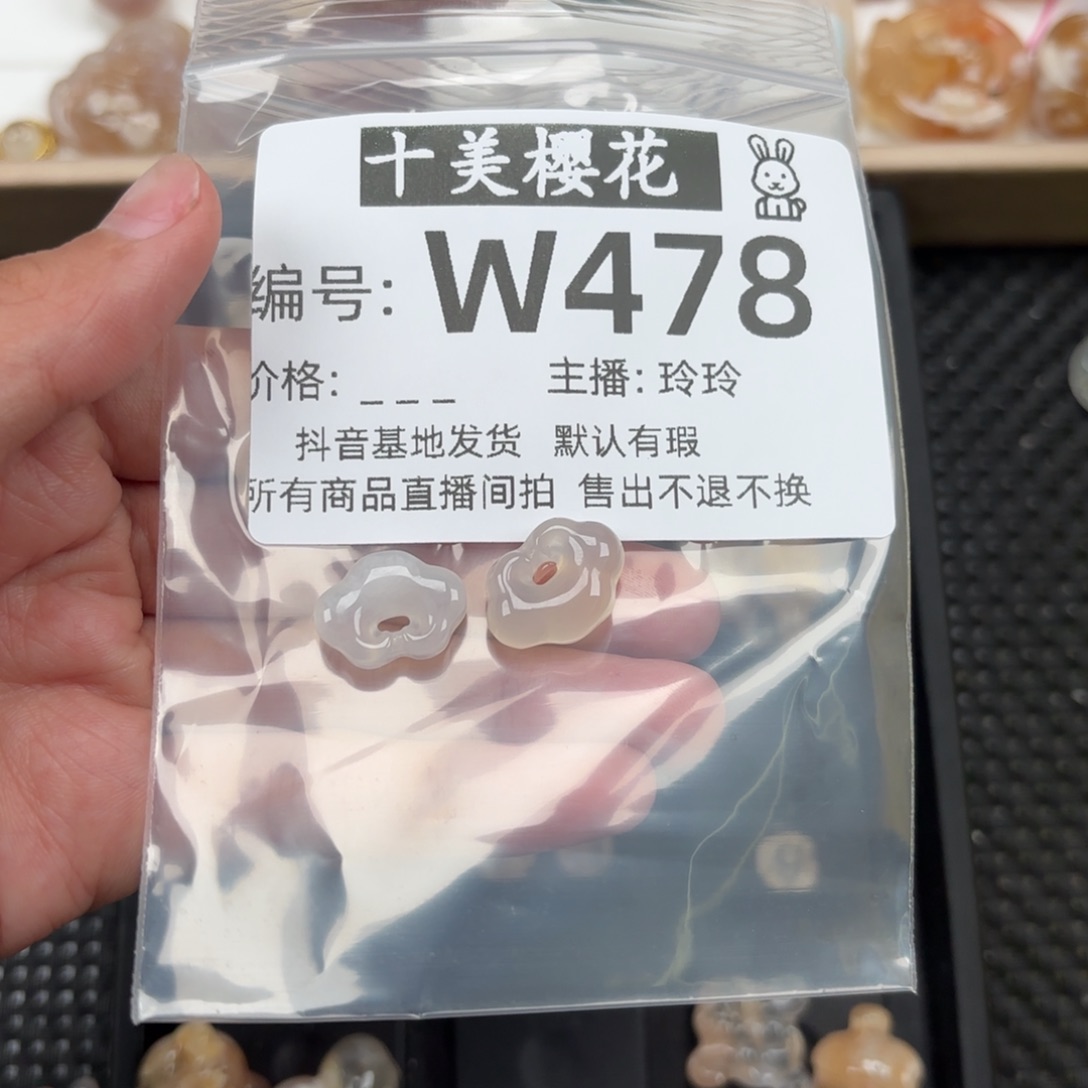 十美樱花
编号: W478
价格: _ _ _ 主播: 玲玲
抖音基地发货 默认有瑕
所有商品直播间拍 售出不退不换